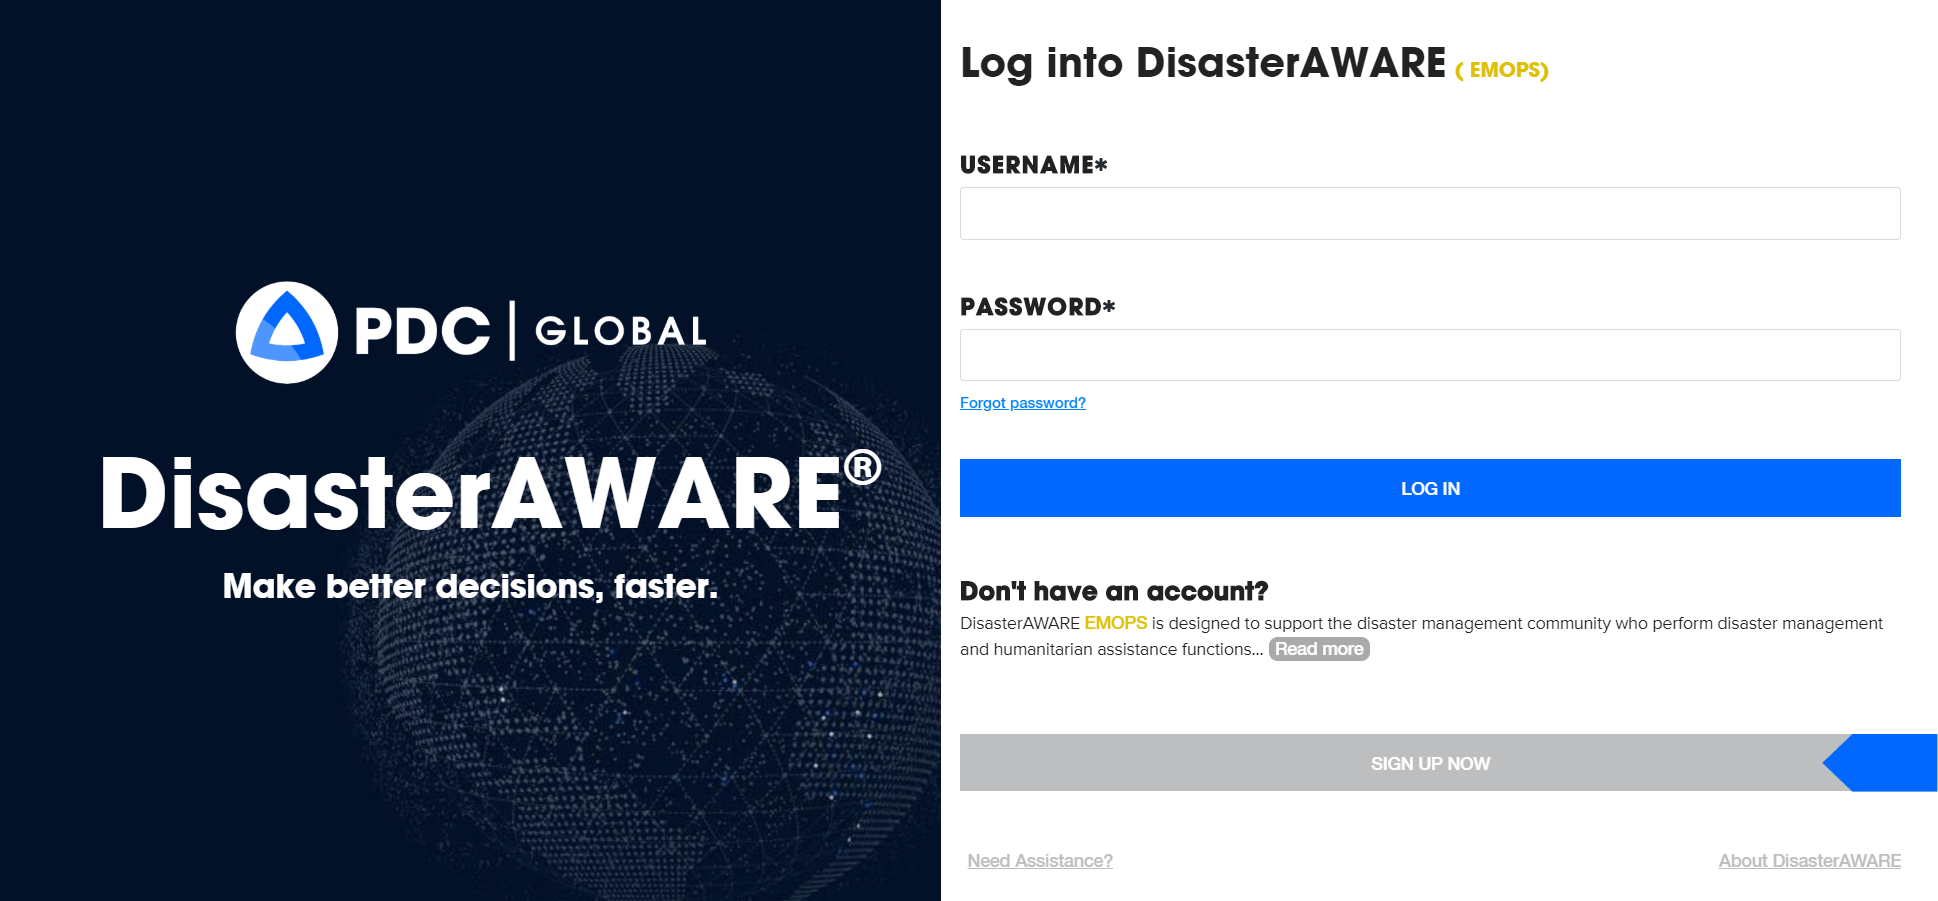 PDC | GLOBAL
DisasterAWARE®
Make better decisions, faster.
Log into DisasterAWARE ( EMOPS)
USERNAME*
PASSWORD*
Forgot password?
LOG IN
Don't have an account?
DisasterAWARE EMOPS is designed to support the disaster management community who perform disaster management
and humanitarian assistance functions... Read more
SIGN UP NOW
Need Assistance?
About DisasterAWARE